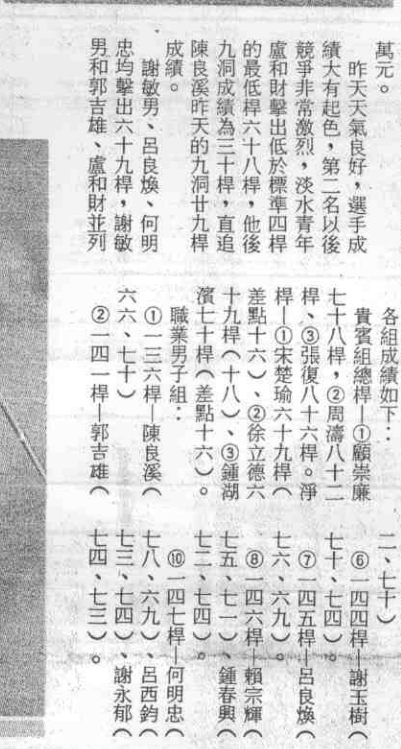 萬元。
昨天天氣良好，選手成
績大有起色，第二名以後
競爭非常激烈，淡水青年
盧和財擊出低於標準四桿
的最低桿六十八桿，他後
九洞成績為三十桿，直追
陳良溪昨天的九洞廿九桿
成績。
謝敏男、呂良煥、何明
忠均擊出六十九桿，謝敏
男和郭吉雄、盧和財並列
各組成績如下：
貴賓組總桿—①顧崇廉
七十八桿，②周濤八十二
桿、③張復八十六桿。淨
桿—①宋楚瑜六十九桿（
差點十六）、②徐立德六
十九桿（十八）、③鍾湖
濱七十桿（差點十六）。
職業男子組：
①一三六桿—陳良溪（
六六、七十）
②一四一桿—郭吉雄（
二、七十）
⑥一四四桿—謝玉樹（
七十、七四）。
⑦一四五桿—呂良煥（
七六、六九）。
⑧一四六桿—賴宗輝（
七五、七一）、鍾春興（
七二、七四）。
⑩一四七桿—何明忠（
七八、六九）、呂西鈞（
七三、七四）、謝永郁（
七四、七三）。